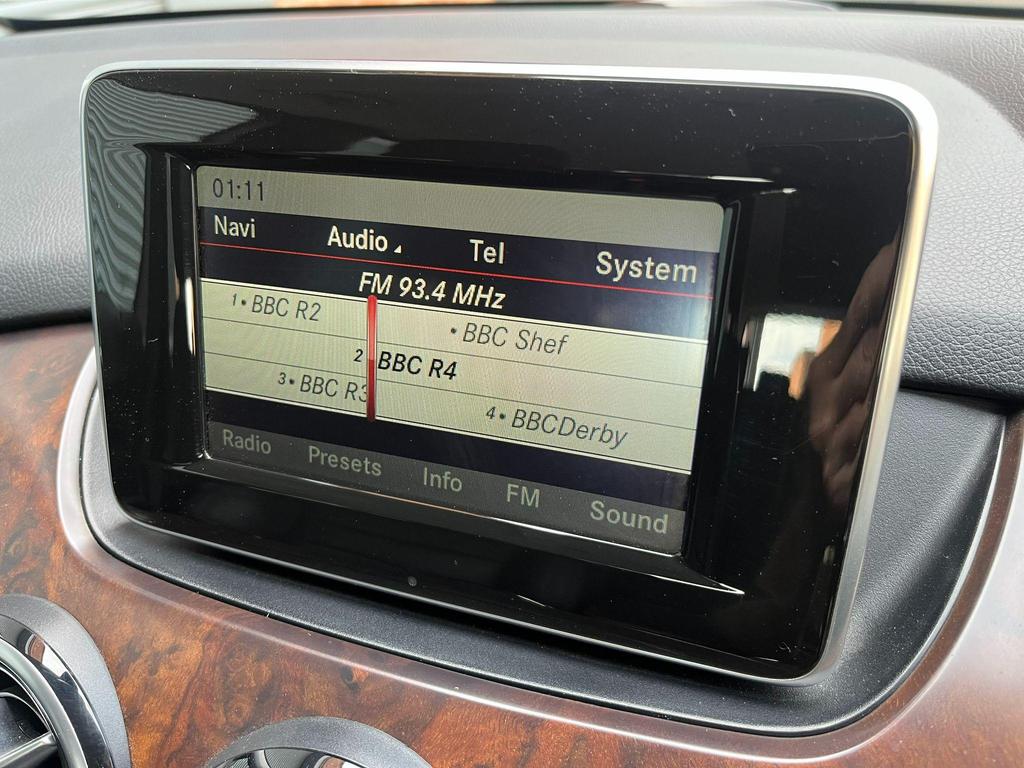 01:11
Navi Audio Tel System
FM 93.4 MHz
1 • BBC R2 • BBC Shef
2 BBC R4
3 • BBC R3 4 • BBCDerby
Radio Presets Info FM Sound